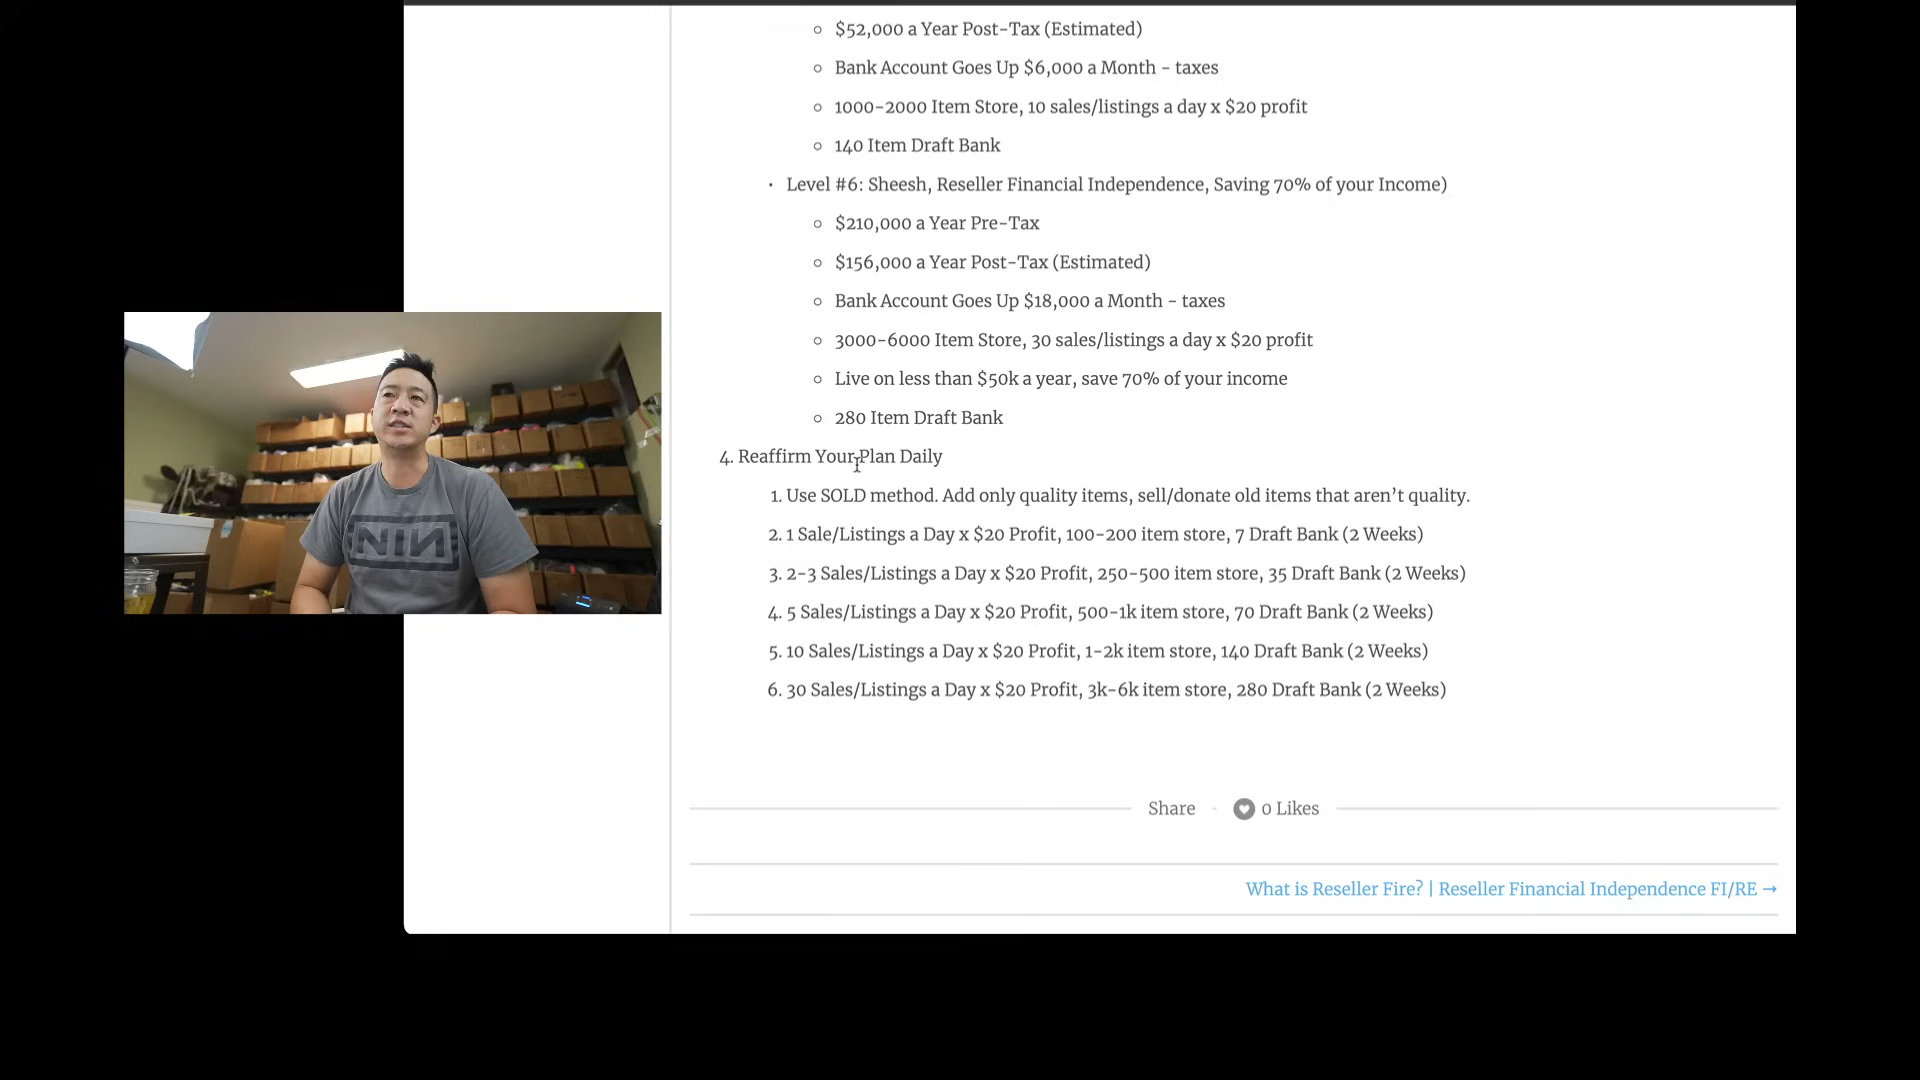 $52,000 a Year Post-Tax (Estimated)
Bank Account Goes Up $6,000 a Month - taxes
1000-2000 Item Store, 10 sales/listings a day x $20 profit
140 Item Draft Bank
Level #6: Sheesh, Reseller Financial Independence, Saving 70% of your Income)
$210,000 a Year Pre-Tax
$156,000 a Year Post-Tax (Estimated)
Bank Account Goes Up $18,000 a Month - taxes
3000-6000 Item Store, 30 sales/listings a day x $20 profit
Live on less than $50k a year, save 70% of your income
280 Item Draft Bank
4. Reaffirm Your Plan Daily
1. Use SOLD method. Add only quality items, sell/donate old items that aren't quality.
2. 1 Sale/Listings a Day x $20 Profit, 100-200 item store, 7 Draft Bank (2 Weeks)
3. 2-3 Sales/Listings a Day x $20 Profit, 250-500 item store, 35 Draft Bank (2 Weeks)
4. 5 Sales/Listings a Day x $20 Profit, 500-1k item store, 70 Draft Bank (2 Weeks)
5. 10 Sales/Listings a Day x $20 Profit, 1-2k item store, 140 Draft Bank (2 Weeks)
6. 30 Sales/Listings a Day x $20 Profit, 3k-6k item store, 280 Draft Bank (2 Weeks)
NIN
Share 0 Likes
What is Reseller Fire? | Reseller Financial Independence FI/RE →